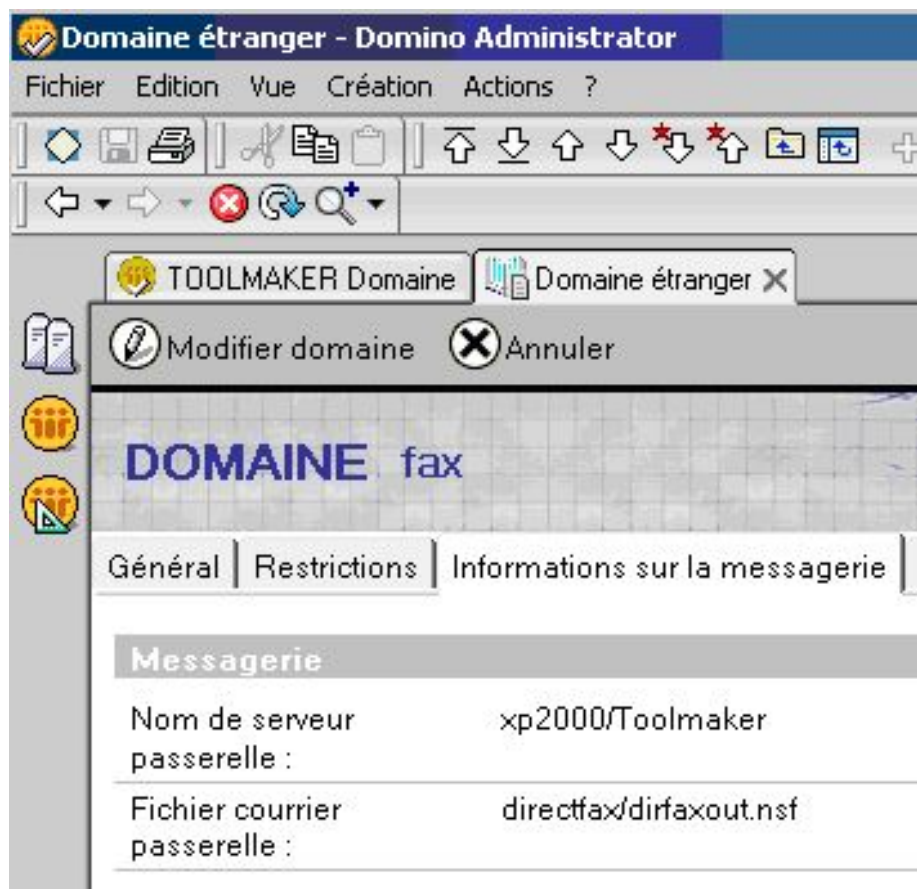 Domaine étranger - Domino Administrator
Fichier Edition Vue Création Actions ?
TOOLMAKER Domaine Domaine étranger
Modifier domaine Annuler
DOMAINE fax
Général Restrictions Informations sur la messagerie
Messagerie
Nom de serveur xp2000/Toolmaker
passerelle :
Fichier courrier directfax/dirfaxout.nsf
passerelle :